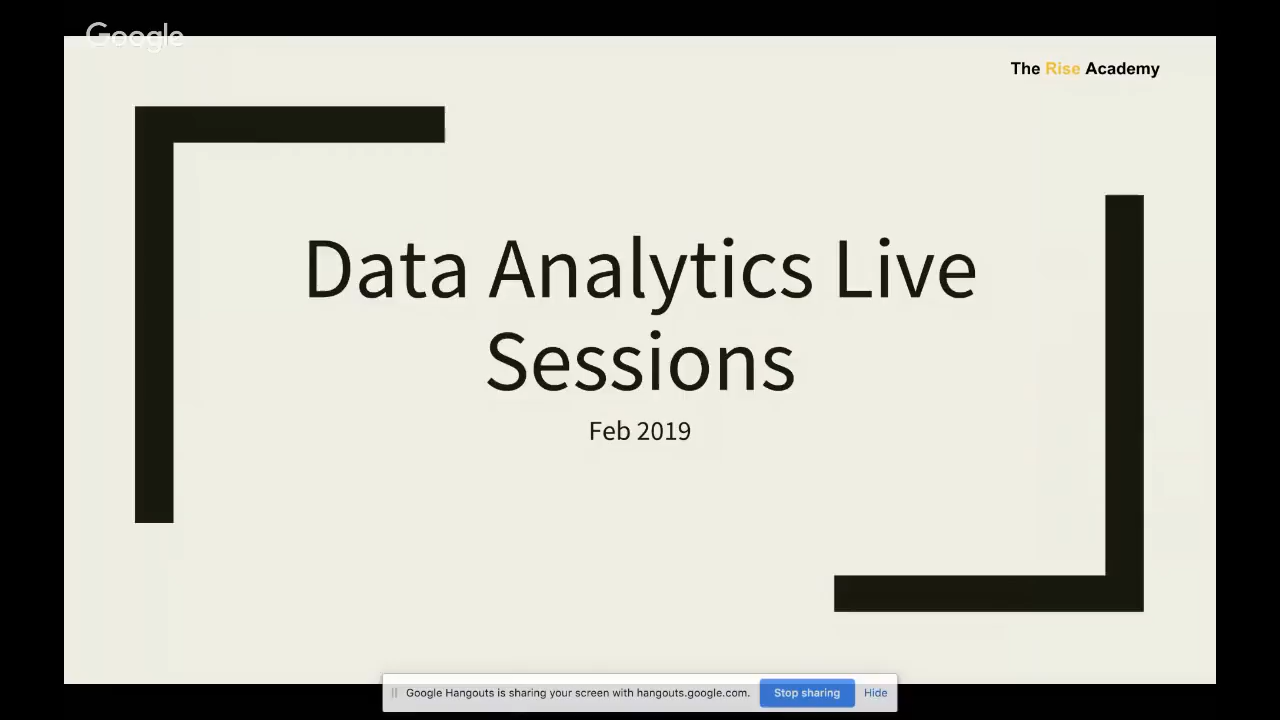 Google
The Rise Academy
Data Analytics Live
Sessions
Feb 2019
Google Hangouts is sharing your screen with hangouts.google.com. Stop sharing Hide